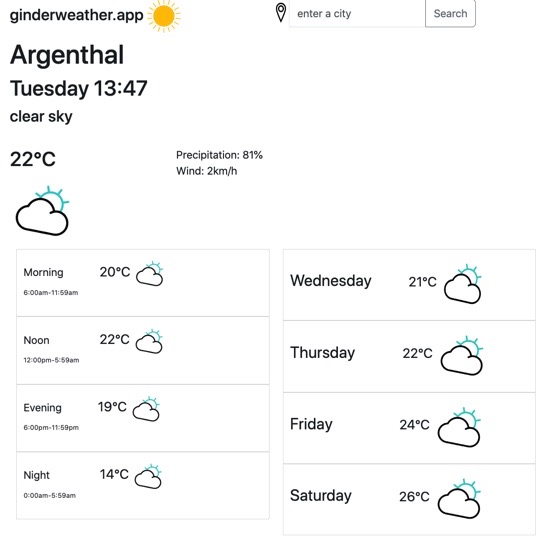 ginderweather.app
enter a city
Search
Argenthal
Tuesday 13:47
clear sky
22°C
Precipitation: 81%
Wind: 2km/h
Morning 20°C
6:00am-11:59am
Noon 22°C
12:00pm-5:59am
Evening 19°C
6:00pm-11:59pm
Night 14°C
0:00am-5:59am
Wednesday 21°C
Thursday 22°C
Friday 24°C
Saturday 26°C